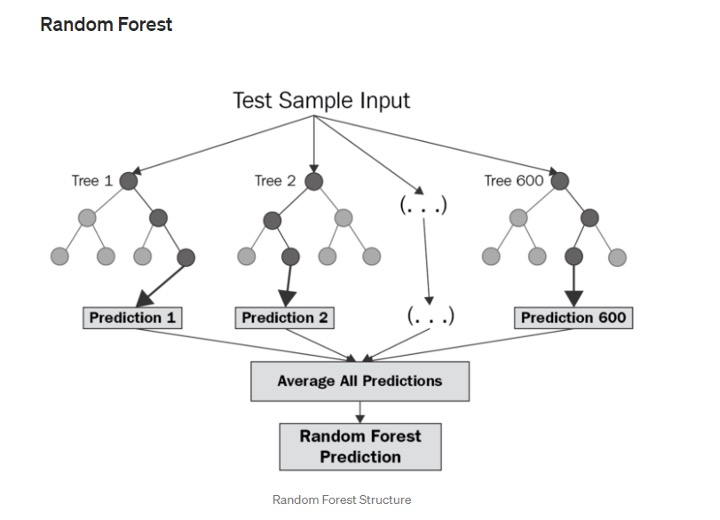 Random Forest
Test Sample Input
Tree 1
Tree 2
Tree 600
(. . .)
Prediction 1
Prediction 2
(. . .)
Prediction 600
Average All Predictions
Random Forest
Prediction
Random Forest Structure